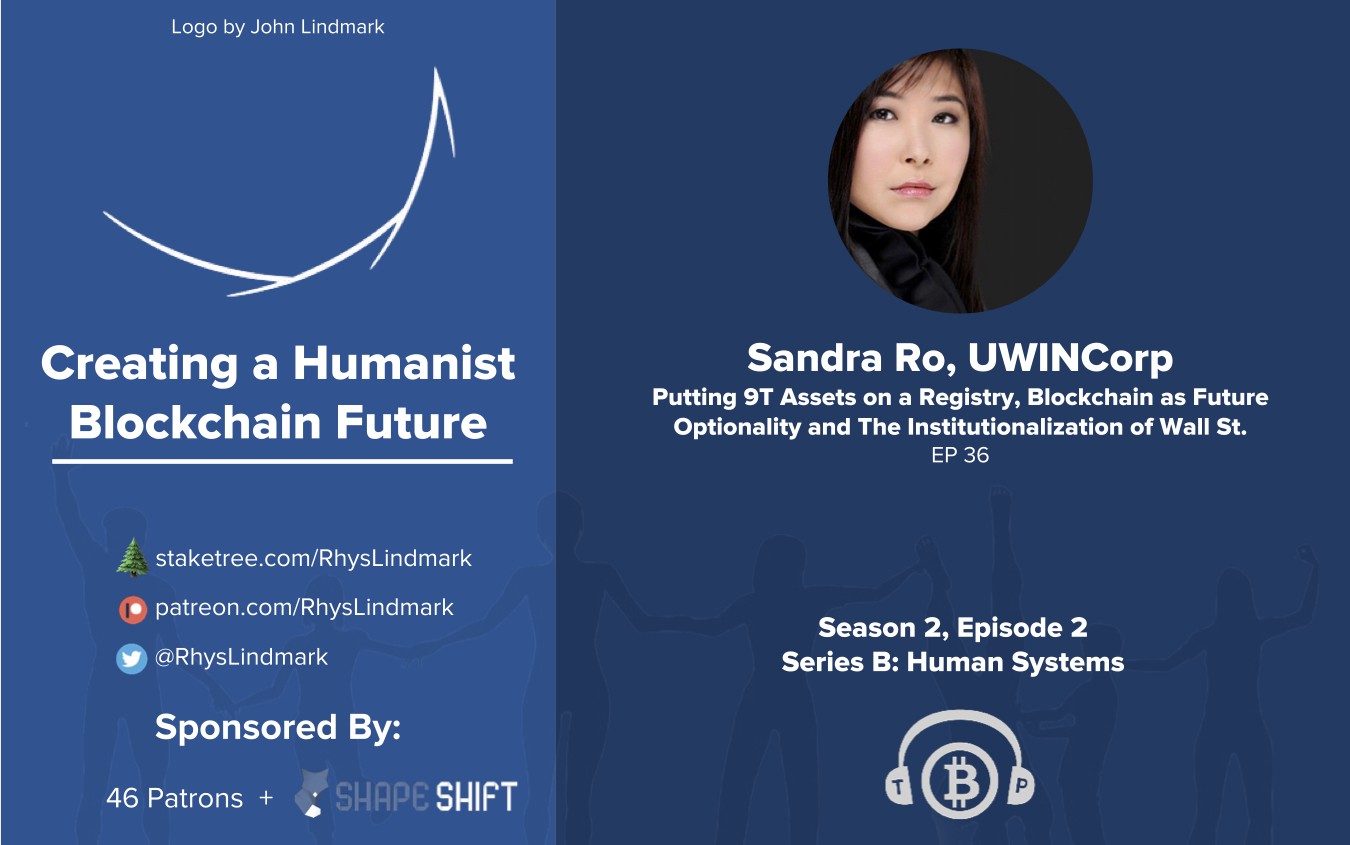 Logo by John Lindmark
Creating a Humanist
Blockchain Future
staketree.com/RhysLindmark
patreon.com/RhysLindmark
@RhysLindmark
Sponsored By:
46 Patrons +
SHAPESHIFT
Sandra Ro, UWINCorp
Putting 9T Assets on a Registry, Blockchain as Future
Optionality and The Institutionalization of Wall St.
EP 36
Season 2, Episode 2
Series B: Human Systems
T B P